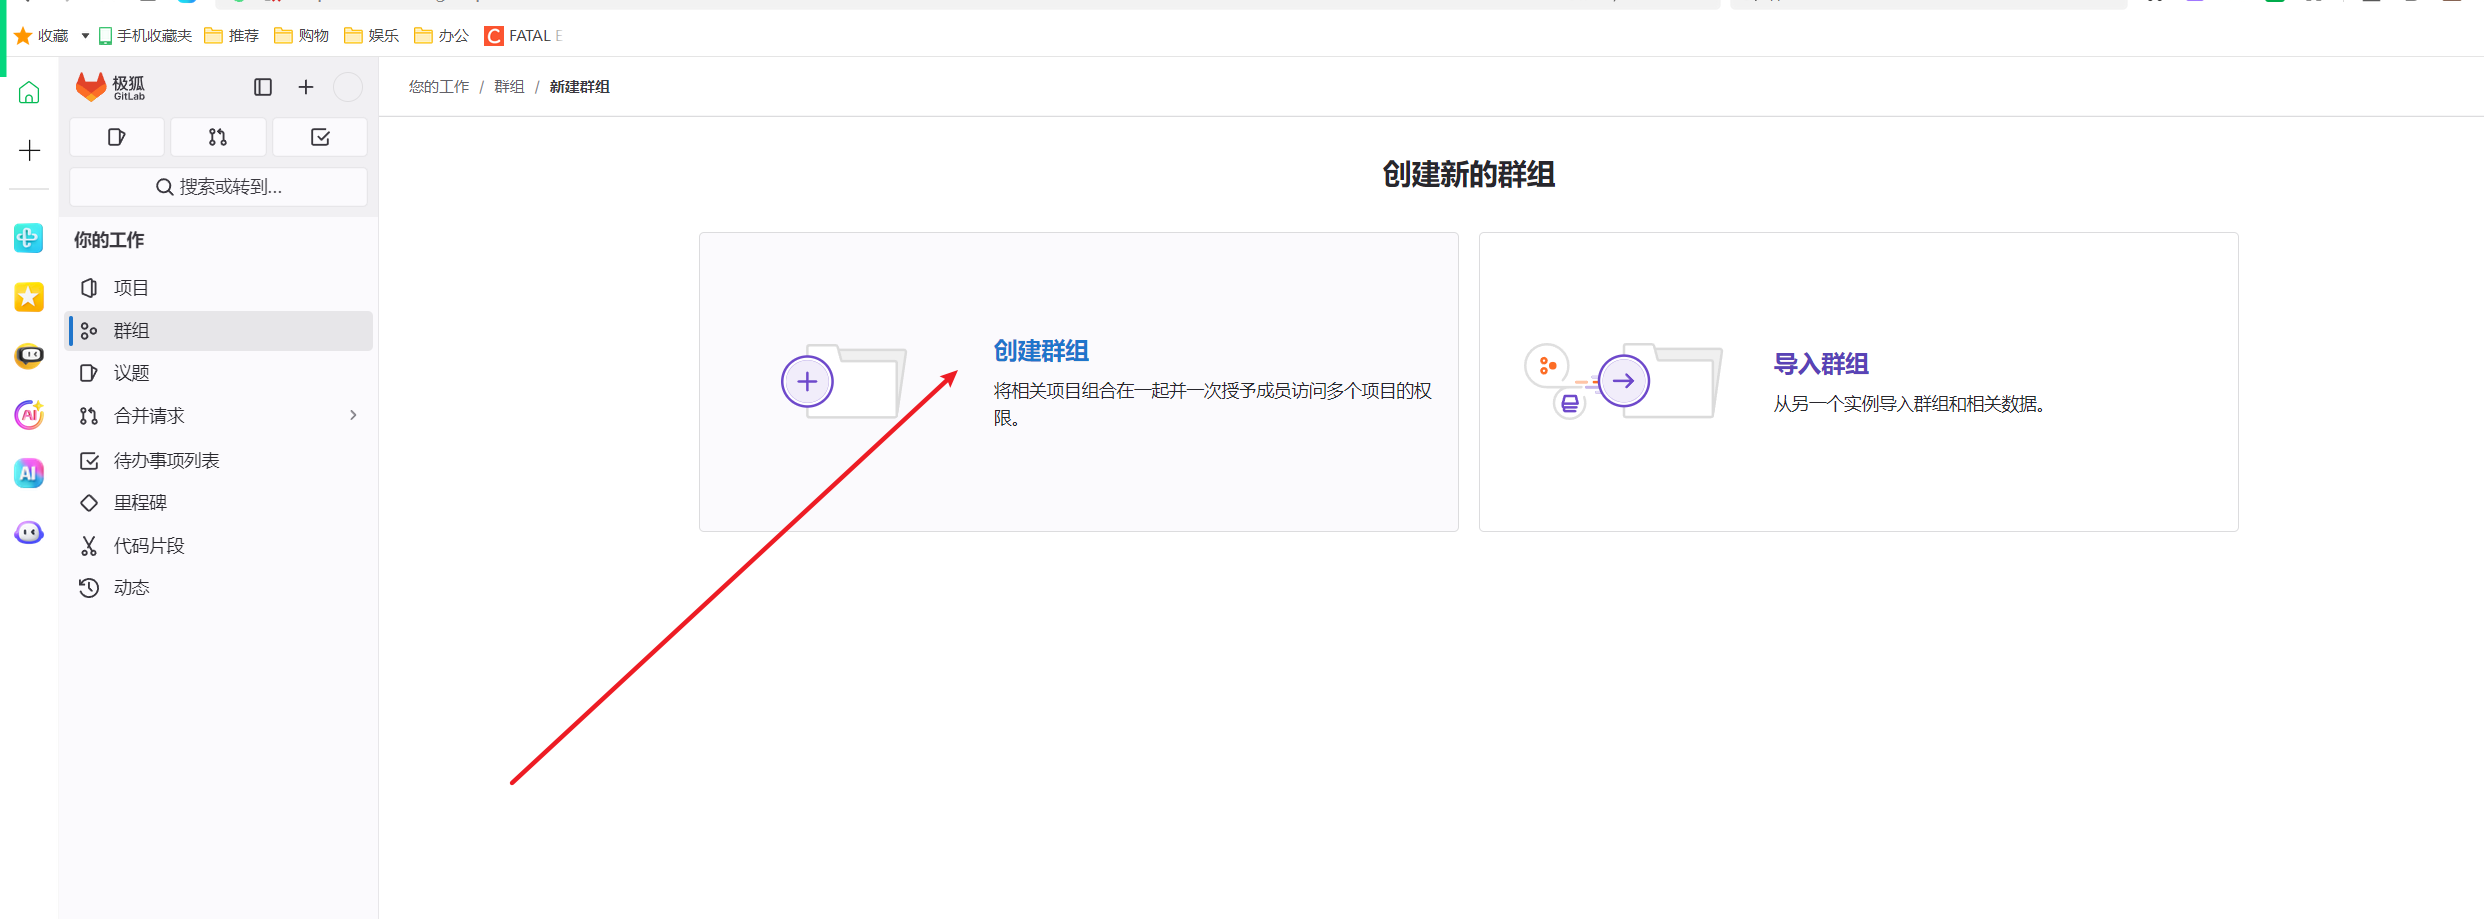 收藏 手机收藏夹 推荐 购物 娱乐 办公 FATAL E
极狐
GitLab
您的工作 / 群组 / 新建群组
搜索或转到...
你的工作
项目
群组
议题
合并请求
待办事项列表
里程碑
代码片段
动态
创建新的群组
创建群组
将相关项目组合在一起并一次授予成员访问多个项目的权
限。
导入群组
从另一个实例导入群组和相关数据。
AI
AI